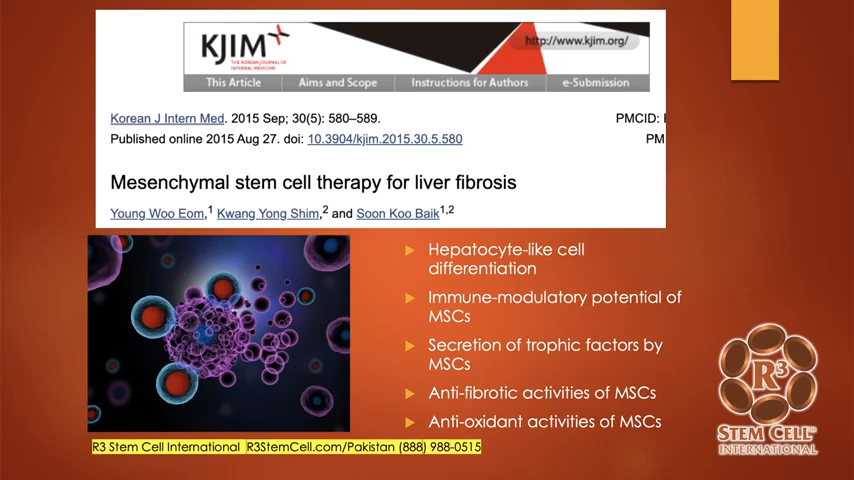 KJIM
THE KOREAN JOURNAL OF
INTERNAL MEDICINE
http://www.kjim.org/
This Article Aims and Scope Instructions for Authors e-Submission
Korean J Intern Med. 2015 Sep; 30(5): 580–589. PMCID:
Published online 2015 Aug 27. doi: 10.3904/kjim.2015.30.5.580 PM
Mesenchymal stem cell therapy for liver fibrosis
Young Woo Eom,1 Kwang Yong Shim,2 and Soon Koo Baik1,2
Hepatocyte-like cell
differentiation
Immune-modulatory potential of
MSCs
Secretion of trophic factors by
MSCs
Anti-fibrotic activities of MSCs
Anti-oxidant activities of MSCs
R3 Stem Cell International R3StemCell.com/Pakistan (888) 988-0515
R3
STEM CELL™
INTERNATIONAL